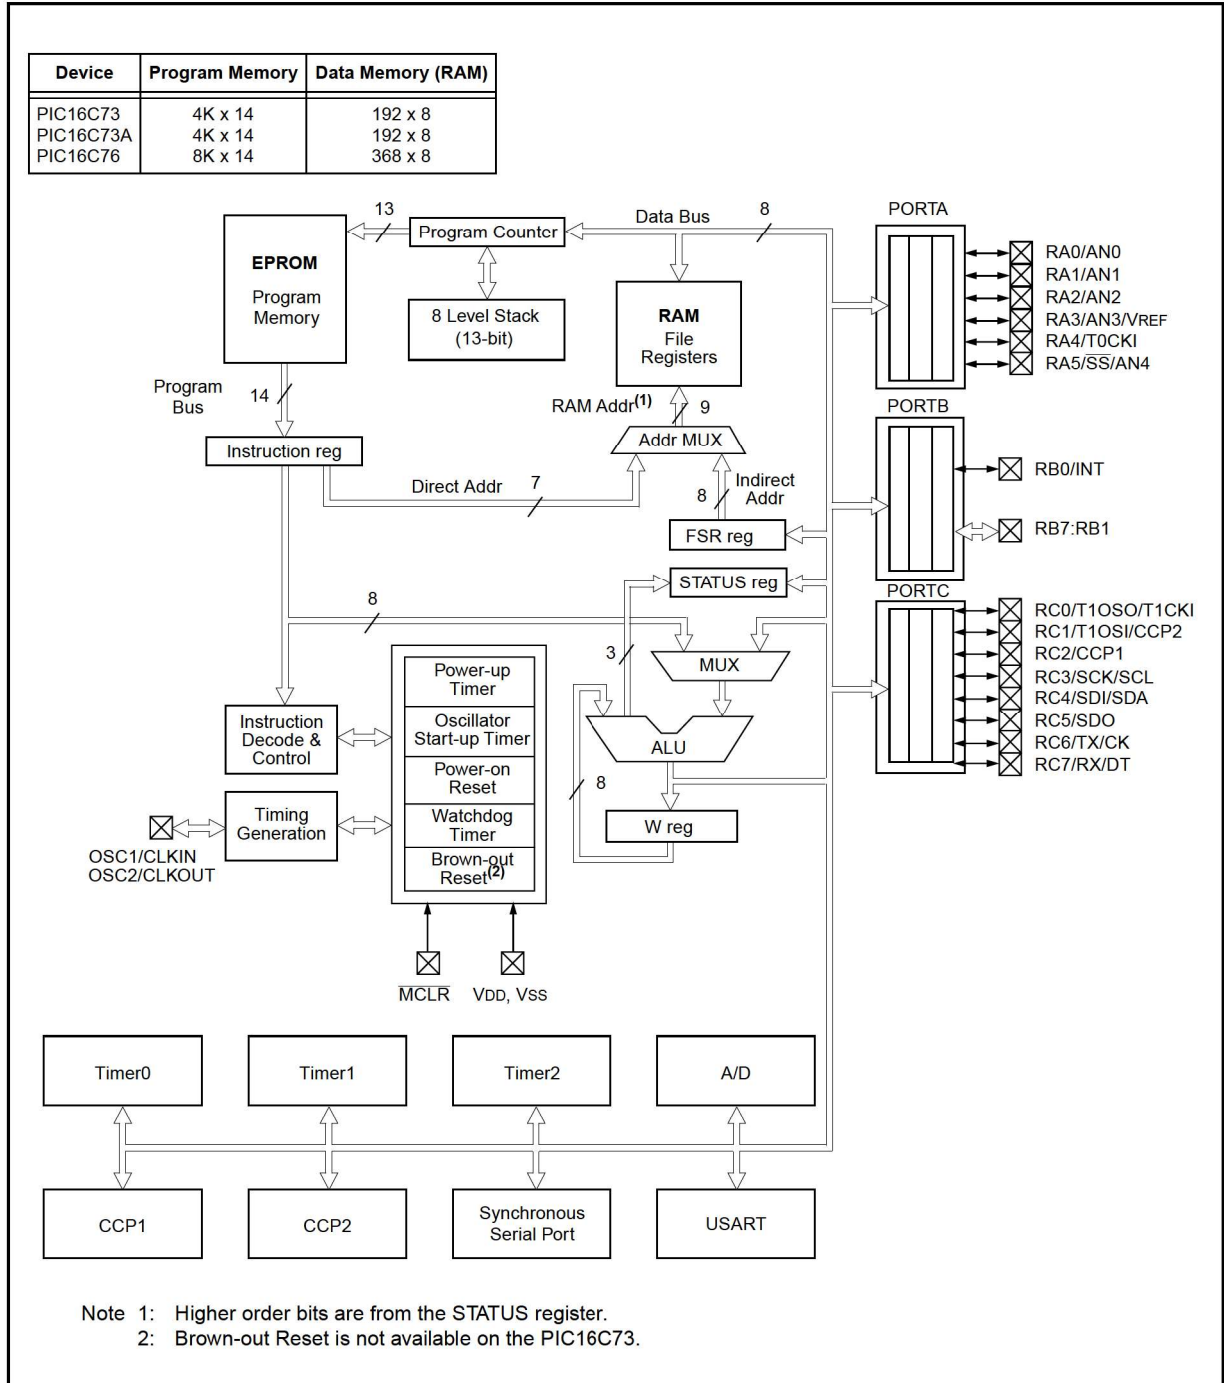 Device Program Memory Data Memory (RAM)
PIC16C73 4K x 14 192 x 8
PIC16C73A 4K x 14 192 x 8
PIC16C76 8K x 14 368 x 8
13
Program Counter
Data Bus
8
PORTA
EPROM
Program
Memory
8 Level Stack
(13-bit)
RAM
File
Registers
RA0/AN0
RA1/AN1
RA2/AN2
RA3/AN3/VREF
RA4/T0CKI
RA5/S̅S̅/AN4
Program
Bus
14
RAM Addr(1)
9
PORTB
Instruction reg
Addr MUX
Direct Addr
7
8
Indirect
Addr
RB0/INT
FSR reg
RB7:RB1
STATUS reg
PORTC
8
3
MUX
RC0/T1OSO/T1CKI
RC1/T1OSI/CCP2
RC2/CCP1
RC3/SCK/SCL
RC4/SDI/SDA
RC5/SDO
RC6/TX/CK
RC7/RX/DT
Power-up
Timer
Oscillator
Start-up Timer
Power-on
Reset
Watchdog
Timer
Brown-out
Reset(2)
Instruction
Decode &
Control
ALU
8
W reg
Timing
Generation
OSC1/CLKIN
OSC2/CLKOUT
M̅C̅L̅R̅
VDD, VSS
Timer0
Timer1
Timer2
A/D
CCP1
CCP2
Synchronous
Serial Port
USART
Note 1: Higher order bits are from the STATUS register.
2: Brown-out Reset is not available on the PIC16C73.